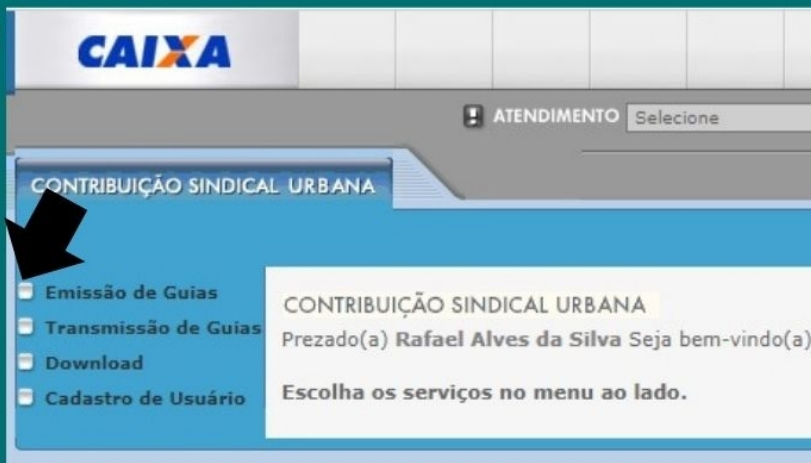 CAIXA
ATENDIMENTO Selecione
CONTRIBUIÇÃO SINDICAL URBANA
Emissão de Guias
Transmissão de Guias
Download
Cadastro de Usuário
CONTRIBUIÇÃO SINDICAL URBANA
Prezado(a) Rafael Alves da Silva Seja bem-vindo(a)
Escolha os serviços no menu ao lado.